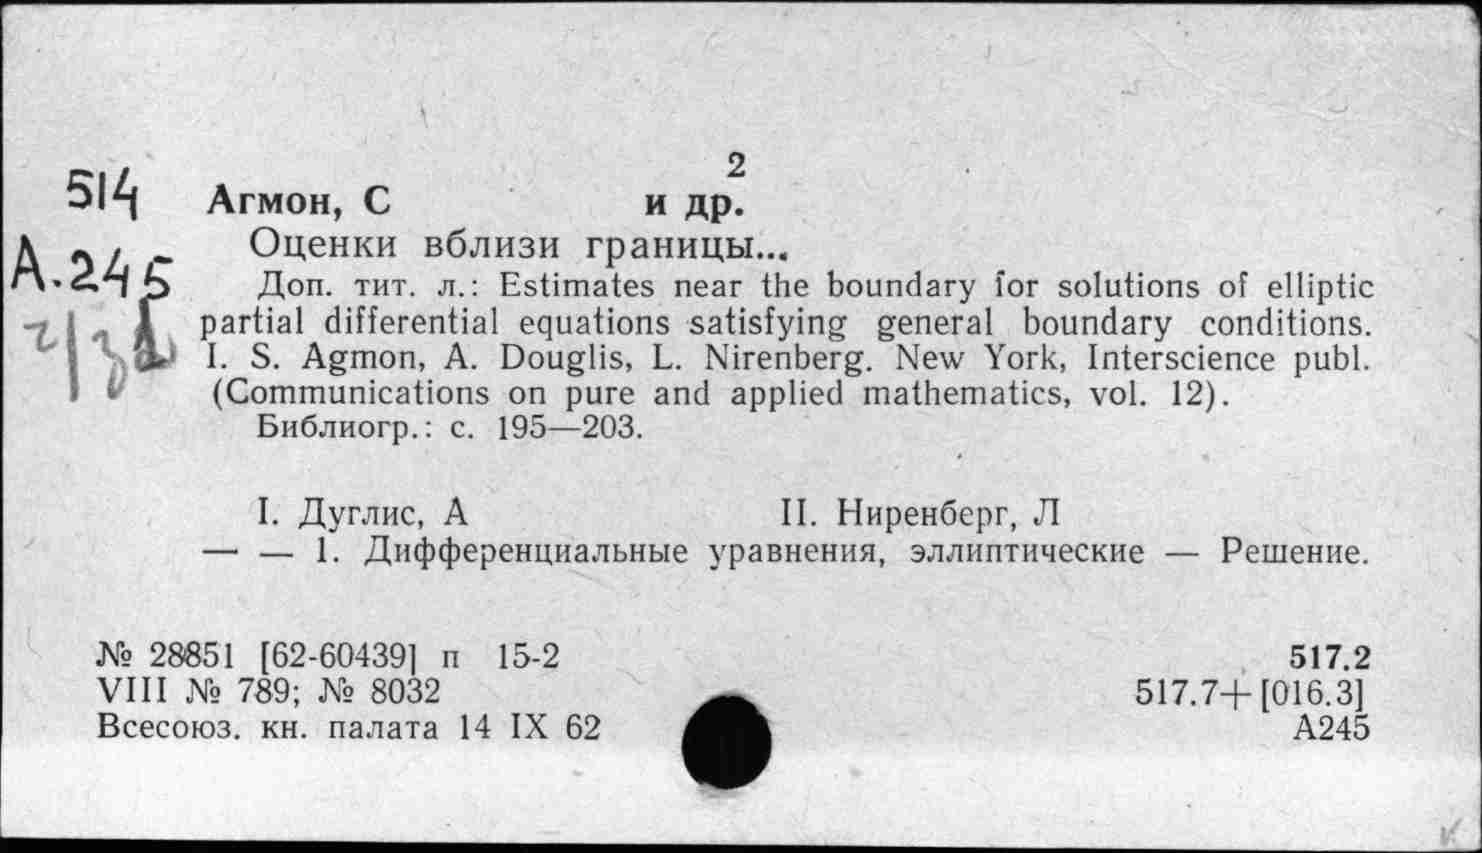 2
514 Агмон, С и др.
А.245 Оценки вблизи границы...
Доп. тит. л.: Estimates near the boundary for solutions of elliptic
partial differential equations satisfying general boundary conditions.
I. S. Agmon, A. Douglis, L. Nirenberg. New York, Interscience publ.
(Communications on pure and applied mathematics, vol. 12).
Библиогр.: с. 195—203.
I. Дуглис, А II. Ниренберг, Л
— — 1. Дифференциальные уравнения, эллиптические — Решение.
№ 28851 [62-60439] п 15-2 517.2
VIII № 789; № 8032 517.7+[016.3]
Всесоюз. кн. палата 14 IX 62 А245